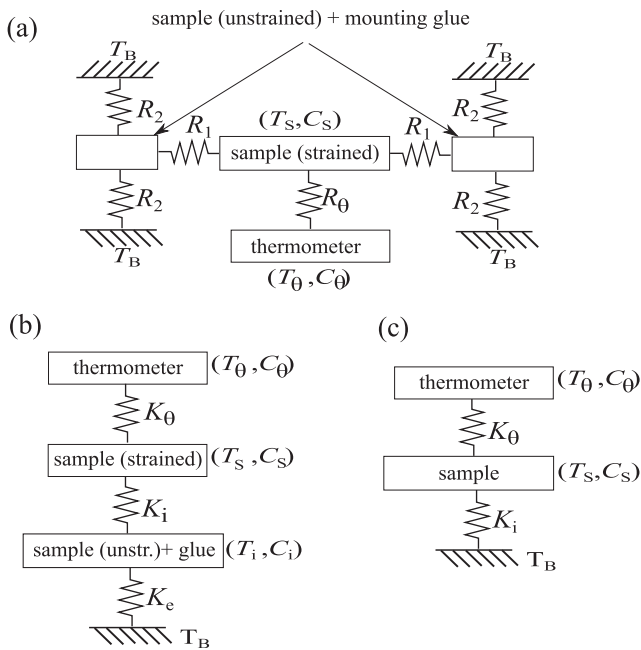 (a)
sample (unstrained) + mounting glue
T_B T_B
R_2 R_2
R_1 (T_S,C_S) R_1
sample (strained)
R_2 R_θ R_2
T_B thermometer T_B
(T_θ,C_θ)
(b)
thermometer (T_θ,C_θ)
K_θ
sample (strained) (T_S,C_S)
K_i
sample (unstr.)+ glue (T_i,C_i)
K_e
T_B
(c)
thermometer (T_θ,C_θ)
K_θ
sample (T_S,C_S)
K_i
T_B